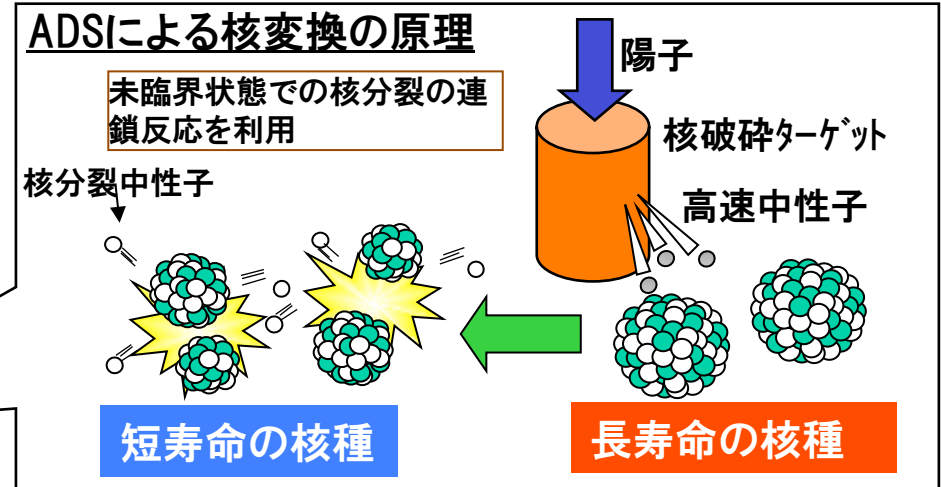 ADSによる核変換の原理
未臨界状態での核分裂の連
鎖反応を利用
陽子
核破砕ﾀｰｹﾞｯﾄ
核分裂中性子
高速中性子
短寿命の核種
長寿命の核種